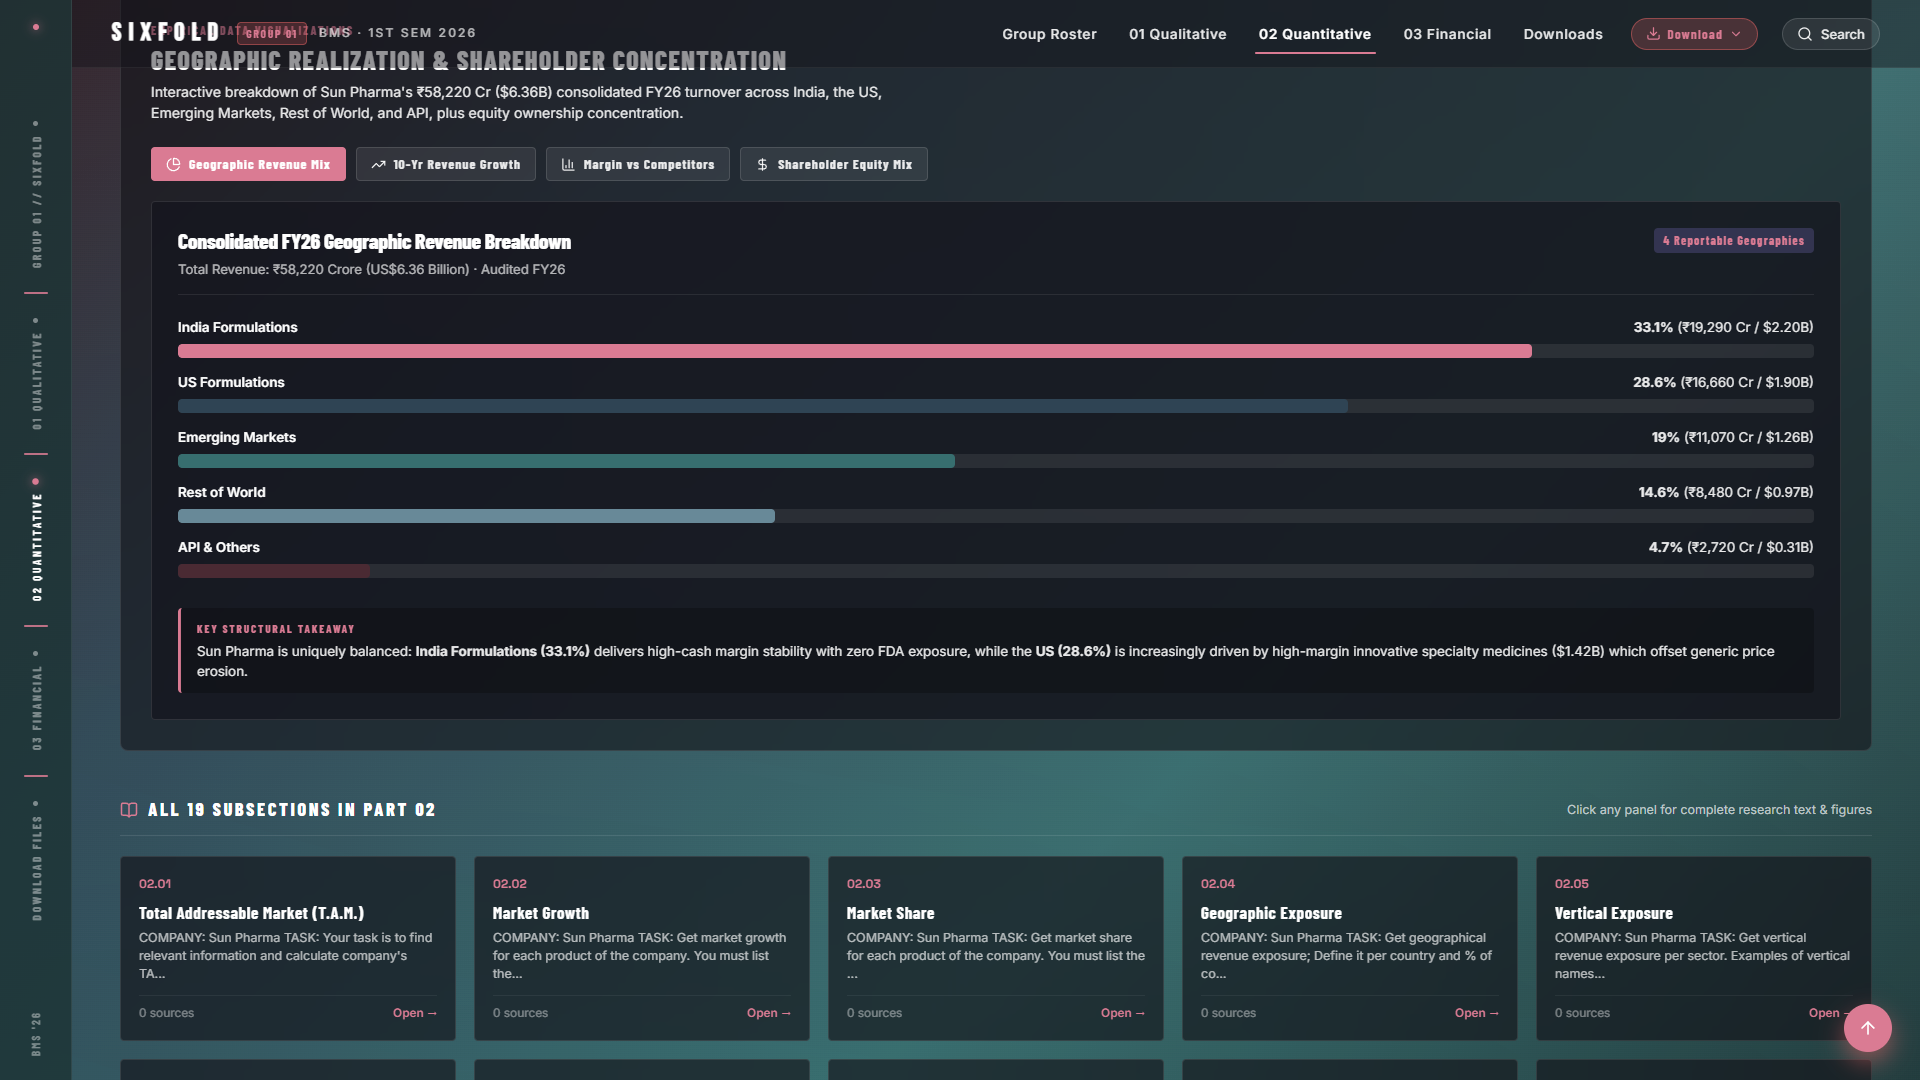 SIXFOLD
GROUP 01
BMS · 1ST SEM 2026
Group Roster
01 Qualitative
02 Quantitative
03 Financial
Downloads
Download
Search
GEOGRAPHIC REALIZATION & SHAREHOLDER CONCENTRATION
Interactive breakdown of Sun Pharma's ₹58,220 Cr ($6.36B) consolidated FY26 turnover across India, the US,
Emerging Markets, Rest of World, and API, plus equity ownership concentration.
Geographic Revenue Mix
10-Yr Revenue Growth
Margin vs Competitors
Shareholder Equity Mix
Consolidated FY26 Geographic Revenue Breakdown
4 Reportable Geographies
Total Revenue: ₹58,220 Crore (US$6.36 Billion) · Audited FY26
India Formulations
33.1% (₹19,290 Cr / $2.20B)
US Formulations
28.6% (₹16,660 Cr / $1.90B)
Emerging Markets
19% (₹11,070 Cr / $1.26B)
Rest of World
14.6% (₹8,480 Cr / $0.97B)
API & Others
4.7% (₹2,720 Cr / $0.31B)
KEY STRUCTURAL TAKEAWAY
Sun Pharma is uniquely balanced: India Formulations (33.1%) delivers high-cash margin stability with zero FDA exposure, while the US (28.6%) is increasingly driven by high-margin innovative specialty medicines ($1.42B) which offset generic price
erosion.
ALL 19 SUBSECTIONS IN PART 02
Click any panel for complete research text & figures
02.01
Total Addressable Market (T.A.M.)
COMPANY: Sun Pharma TASK: Your task is to find
relevant information and calculate company's
TA...
0 sources
Open →
02.02
Market Growth
COMPANY: Sun Pharma TASK: Get market growth
for each product of the company. You must list
the...
0 sources
Open →
02.03
Market Share
COMPANY: Sun Pharma TASK: Get market share
for each product of the company. You must list the
...
0 sources
Open →
02.04
Geographic Exposure
COMPANY: Sun Pharma TASK: Get geographical
revenue exposure; Define it per country and % of
co...
0 sources
Open →
02.05
Vertical Exposure
COMPANY: Sun Pharma TASK: Get vertical
revenue exposure per sector. Examples of vertical
names...
0 sources
Open
GROUP 01 // SIXFOLD
01 QUALITATIVE
02 QUANTITATIVE
03 FINANCIAL
DOWNLOAD FILES
BMS '26